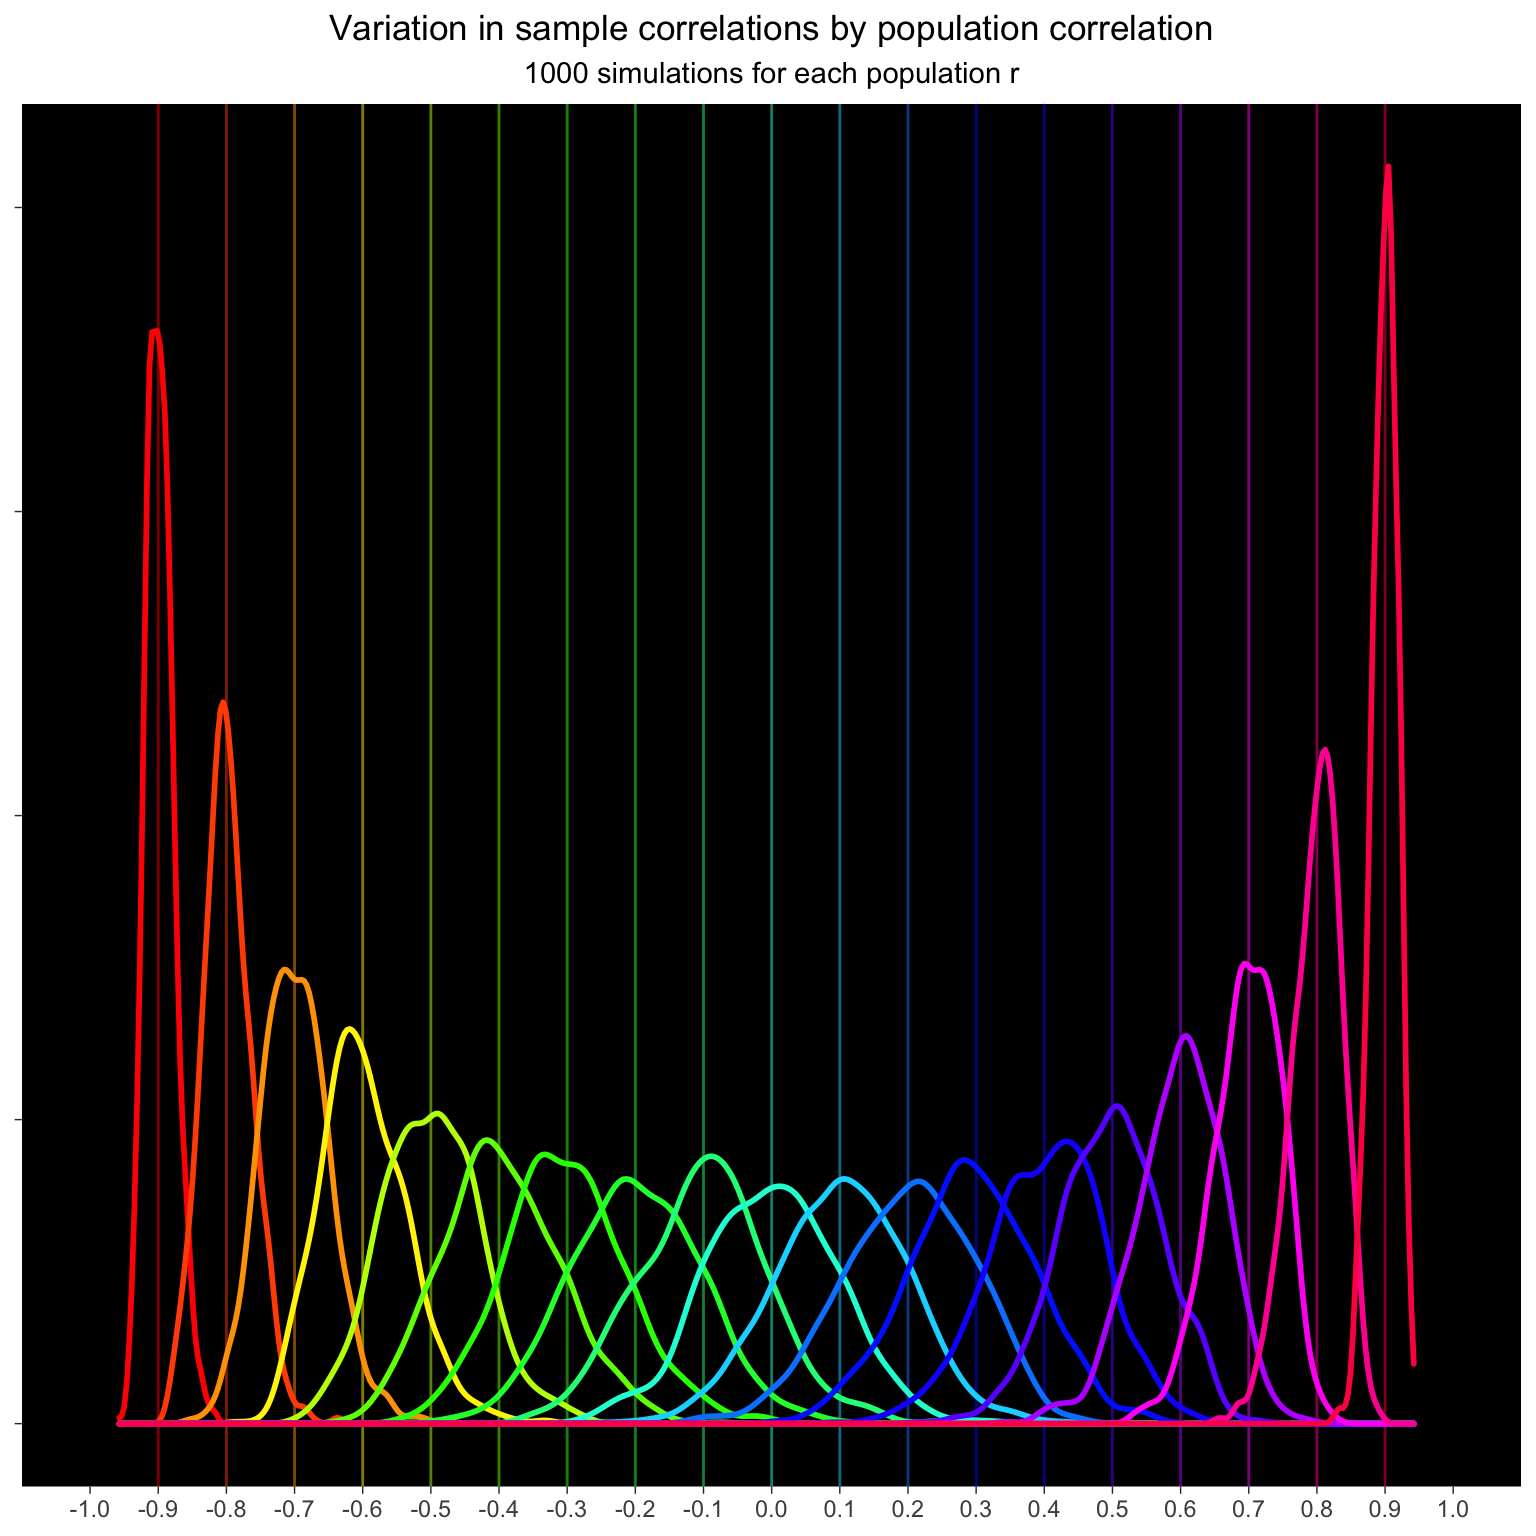 Variation in sample correlations by population correlation
1000 simulations for each population r
-1.0 -0.9 -0.8 -0.7 -0.6 -0.5 -0.4 -0.3 -0.2 -0.1 0.0 0.1 0.2 0.3 0.4 0.5 0.6 0.7 0.8 0.9 1.0